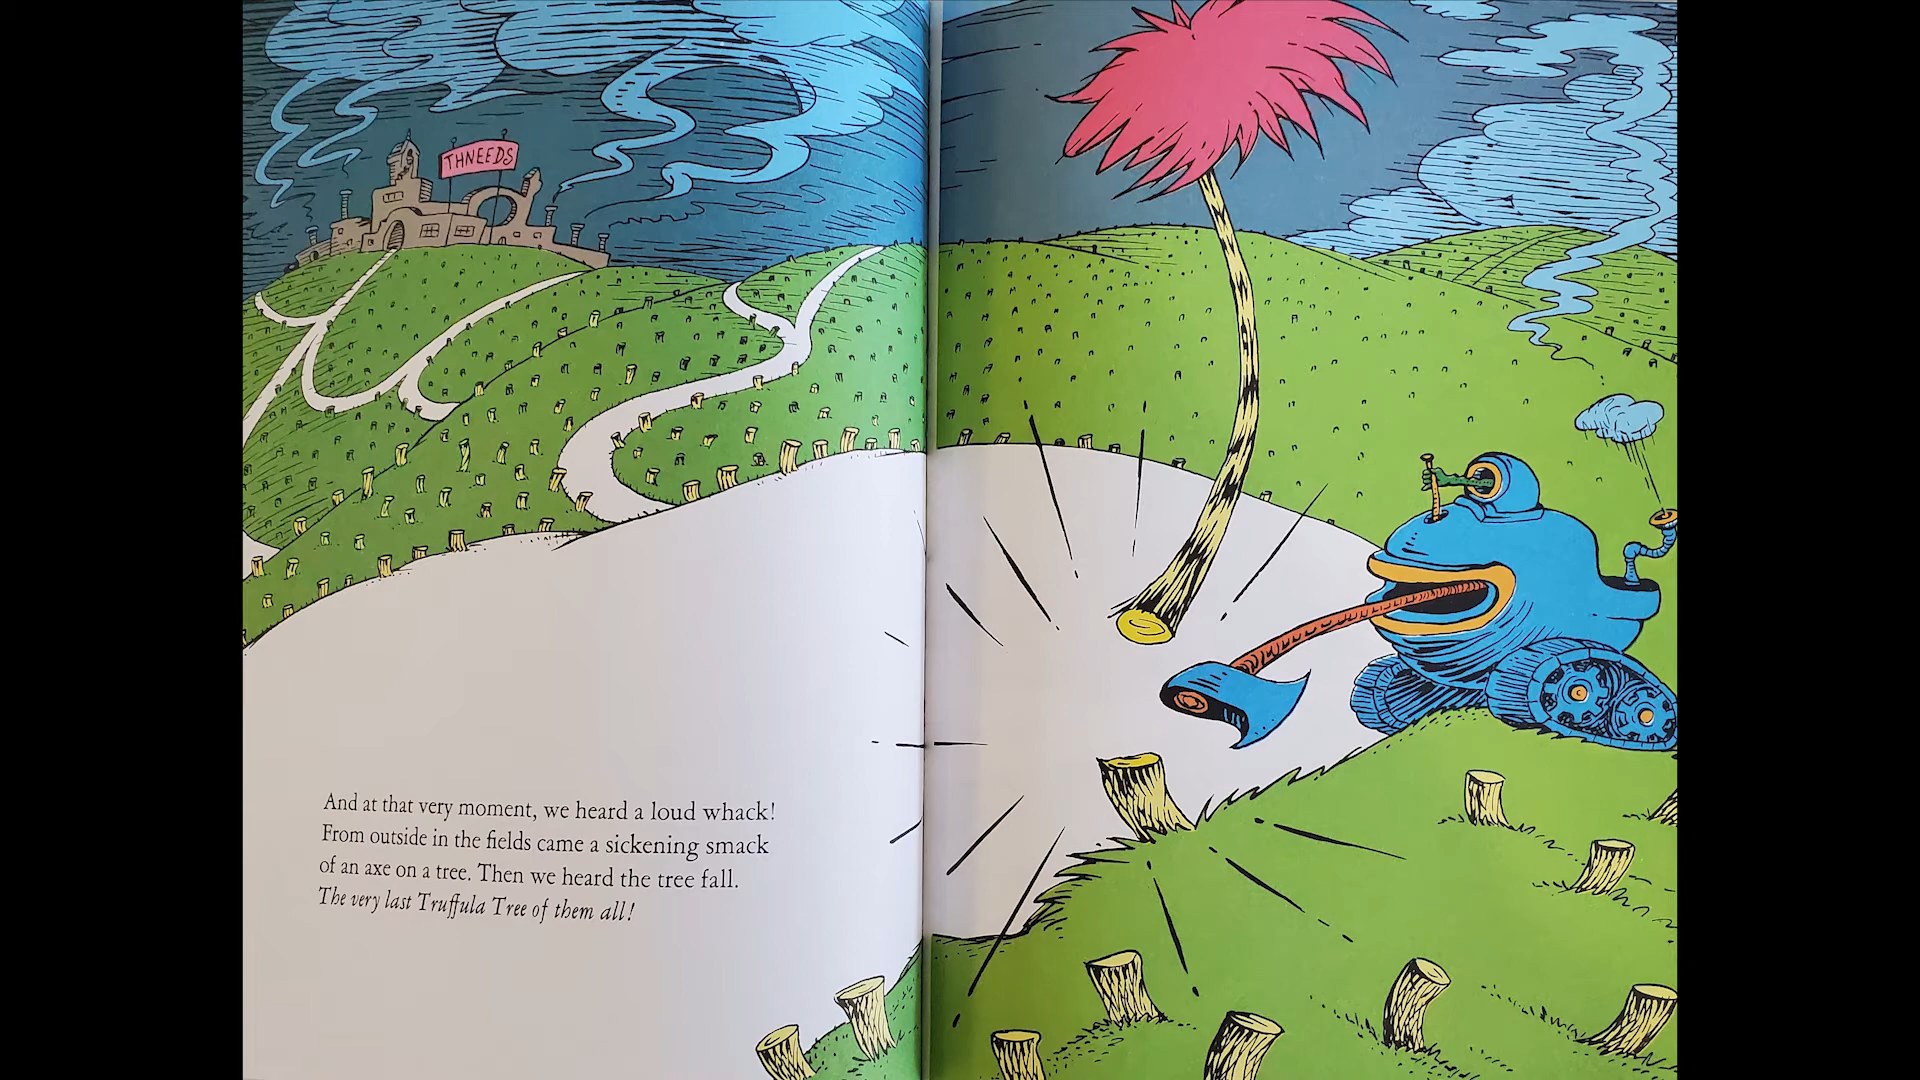 THNEEDS
And at that very moment, we heard a loud whack!
From outside in the fields came a sickening smack
of an axe on a tree. Then we heard the tree fall.
The very last Truffula Tree of them all!